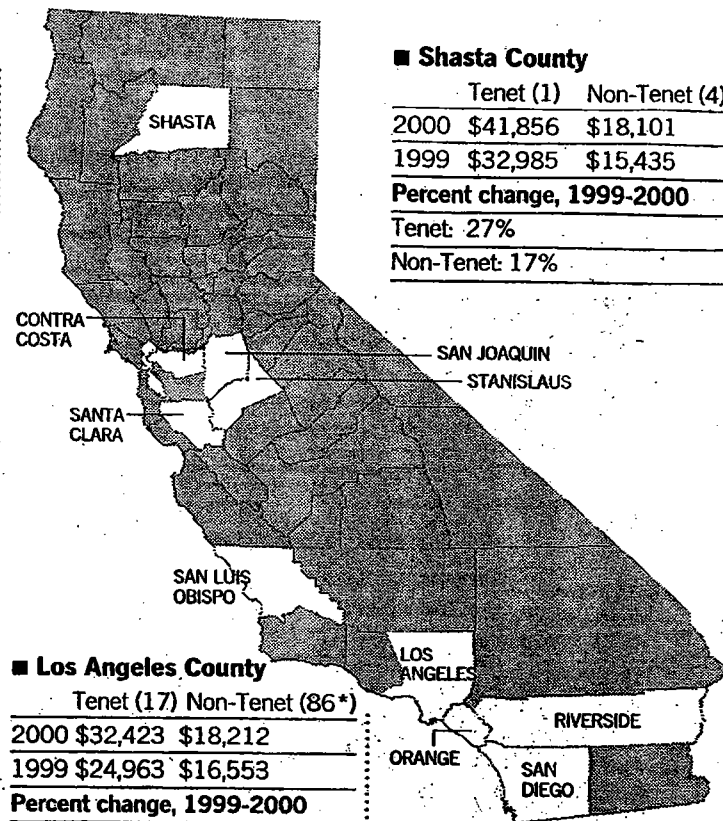 ■ Shasta County
Tenet (1) Non-Tenet (4)
2000 $41,856 $18,101
1999 $32,985 $15,435
Percent change, 1999-2000
Tenet: 27%
Non-Tenet: 17%
SHASTA
CONTRA
COSTA
SAN JOAQUIN
STANISLAUS
SANTA
CLARA
SAN LUIS
OBISPO
LOS
ANGELES
RIVERSIDE
ORANGE
SAN
DIEGO
■ Los Angeles County
Tenet (17) Non-Tenet (86*)
2000 $32,423 $18,212
1999 $24,963 $16,553
Percent change, 1999-2000